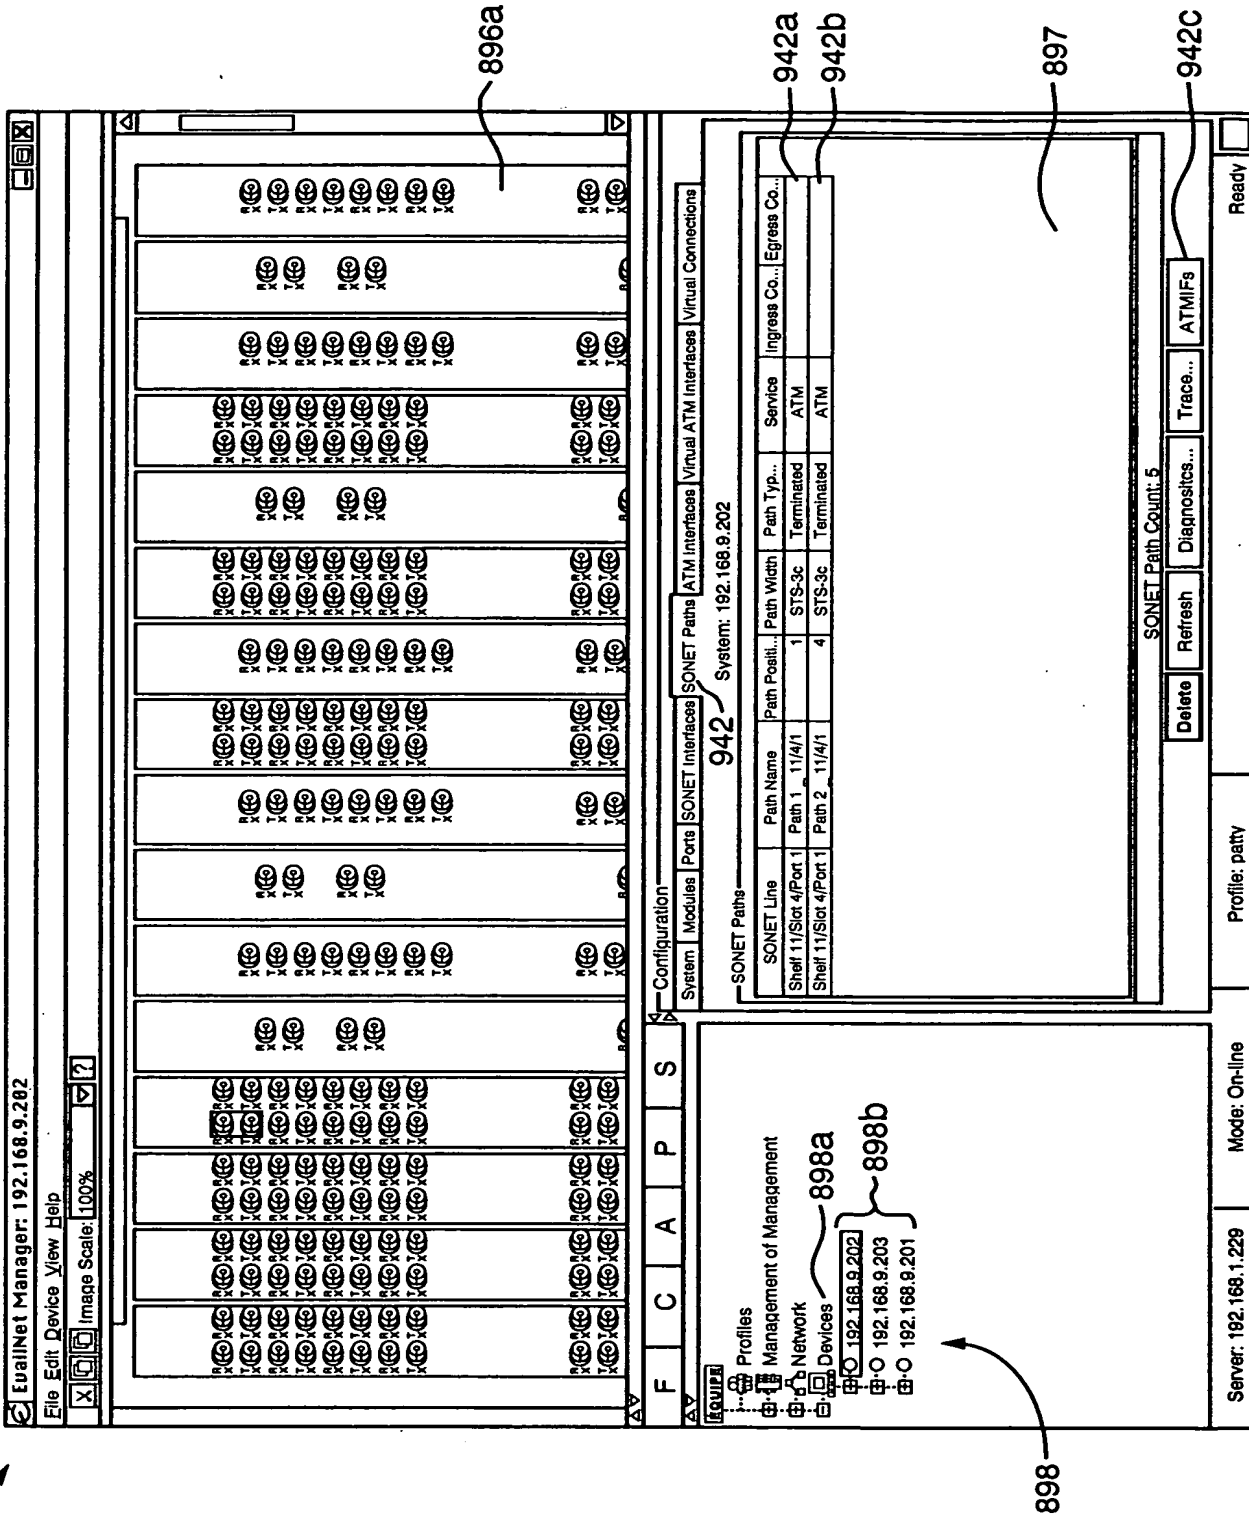 EuallNet Manager: 192.168.9.202
File Edit Device View Help
Image Scale: 100% ?
896a
F C A P S
EQUIPE
Profiles
Management of Management
Network
Devices
192.168.9.202
192.168.9.203
192.168.9.201
898a
898b
898
Configuration
System Modules Ports SONET Interfaces SONET Paths ATM Interfaces Virtual ATM Interfaces Virtual Connections
942
System: 192.168.9.202
SONET Paths
SONET Line Path Name Path Positi... Path Width Path Typ... Service Ingress Co... Egress Co...
Shelf 11/Slot 4/Port 1 Path 1_ 11/4/1 1 STS-3c Terminated ATM
Shelf 11/Slot 4/Port 1 Path 2_ 11/4/1 4 STS-3c Terminated ATM
942a
942b
897
SONET Path Count: 5
Delete Refresh Diagnositcs... Trace... ATMIFs
942c
Server: 192.168.1.229 Mode: On-line Profile: patty Ready